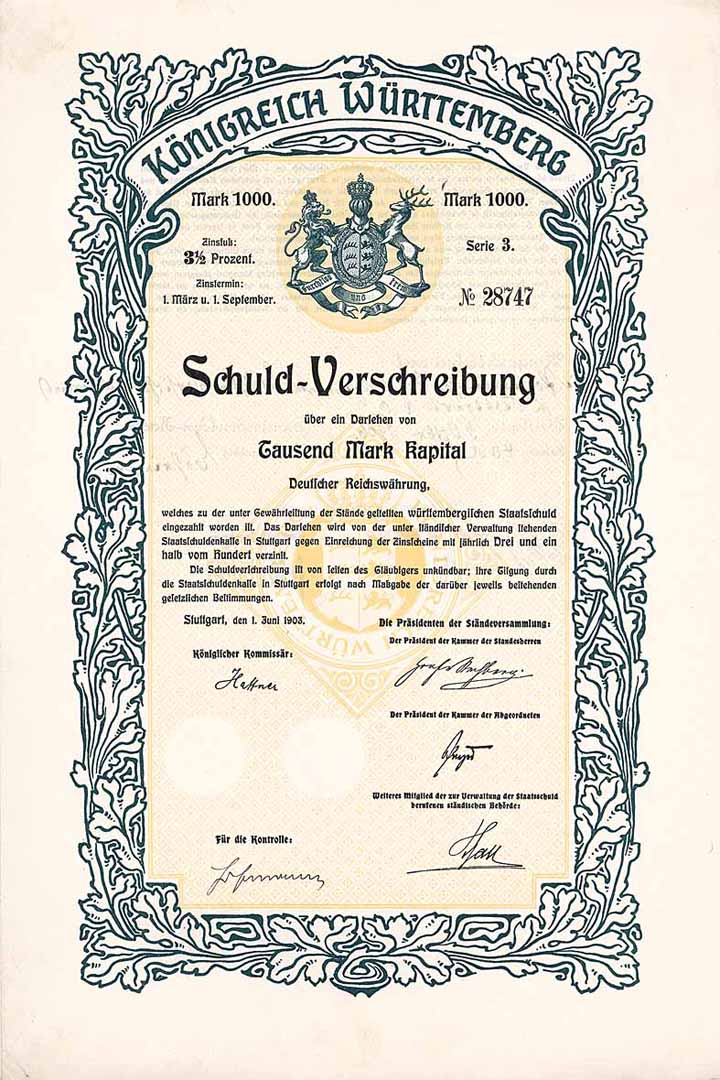 KÖNIGREICH WÜRTTEMBERG
Mark 1000.
Mark 1000.
Zinsfuß:
3½ Prozent.
Serie 3.
Zinstermin:
1. März u. 1. September.
№ 28747
furchtlos und treu
Schuld-Verschreibung
über ein Darlehen von
Tausend Mark Kapital
Deutscher Reichswährung,
welches zu der unter Gewährleistung der Stände gestellten württembergischen Staatsschuld
eingezahlt worden ist. Das Darlehen wird von der unter ständischer Verwaltung stehenden
Staatsschuldenkasse in Stuttgart gegen Einreichung der Zinsscheine mit jährlich Drei und ein
halb vom Hundert verzinst.
Die Schuldverschreibung ist von seiten des Gläubigers unkündbar; ihre Tilgung durch
die Staatsschuldenkasse in Stuttgart erfolgt nach Maßgabe der darüber jeweils bestehenden
gesetzlichen Bestimmungen.
Stuttgart, den 1. Juni 1903.
Die Präsidenten der Ständeversammlung:
Der Präsident der Kammer der Standesherren
Königlicher Kommissär:
Der Präsident der Kammer der Abgeordneten
Weiteres Mitglied der zur Verwaltung der Staatsschuld
berufenen ständischen Behörde:
Für die Kontrolle: